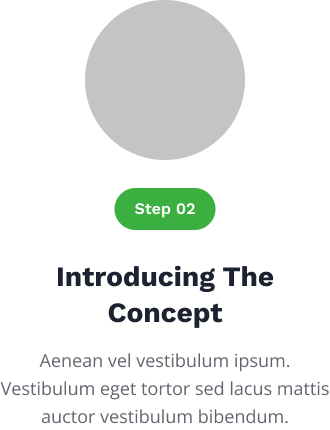 Step 02
Introducing The
Concept
Aenean vel vestibulum ipsum.
Vestibulum eget tortor sed lacus mattis
auctor vestibulum bibendum.